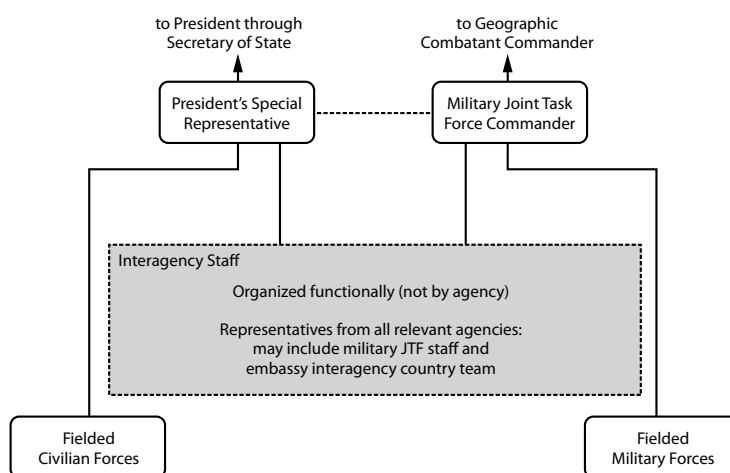 to President through
Secretary of State
to Geographic
Combatant Commander
President’s Special
Representative
Military Joint Task
Force Commander
Interagency Staff
Organized functionally (not by agency)
Representatives from all relevant agencies:
may include military JTF staff and
embassy interagency country team
Fielded
Civilian Forces
Fielded
Military Forces